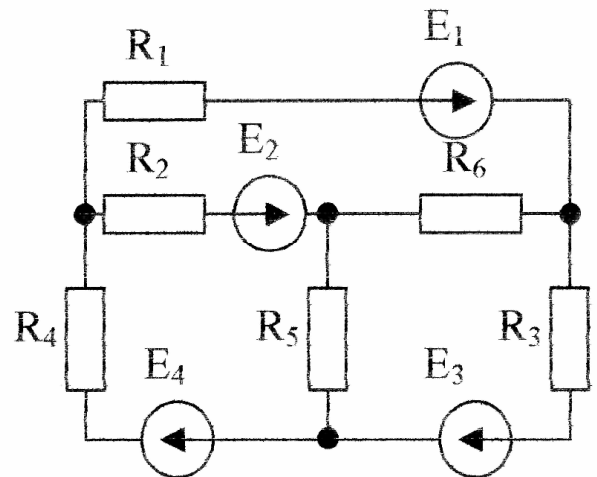 R₁ E₁
R₂ E₂ R₆
R₄ R₅ R₃
E₄ E₃